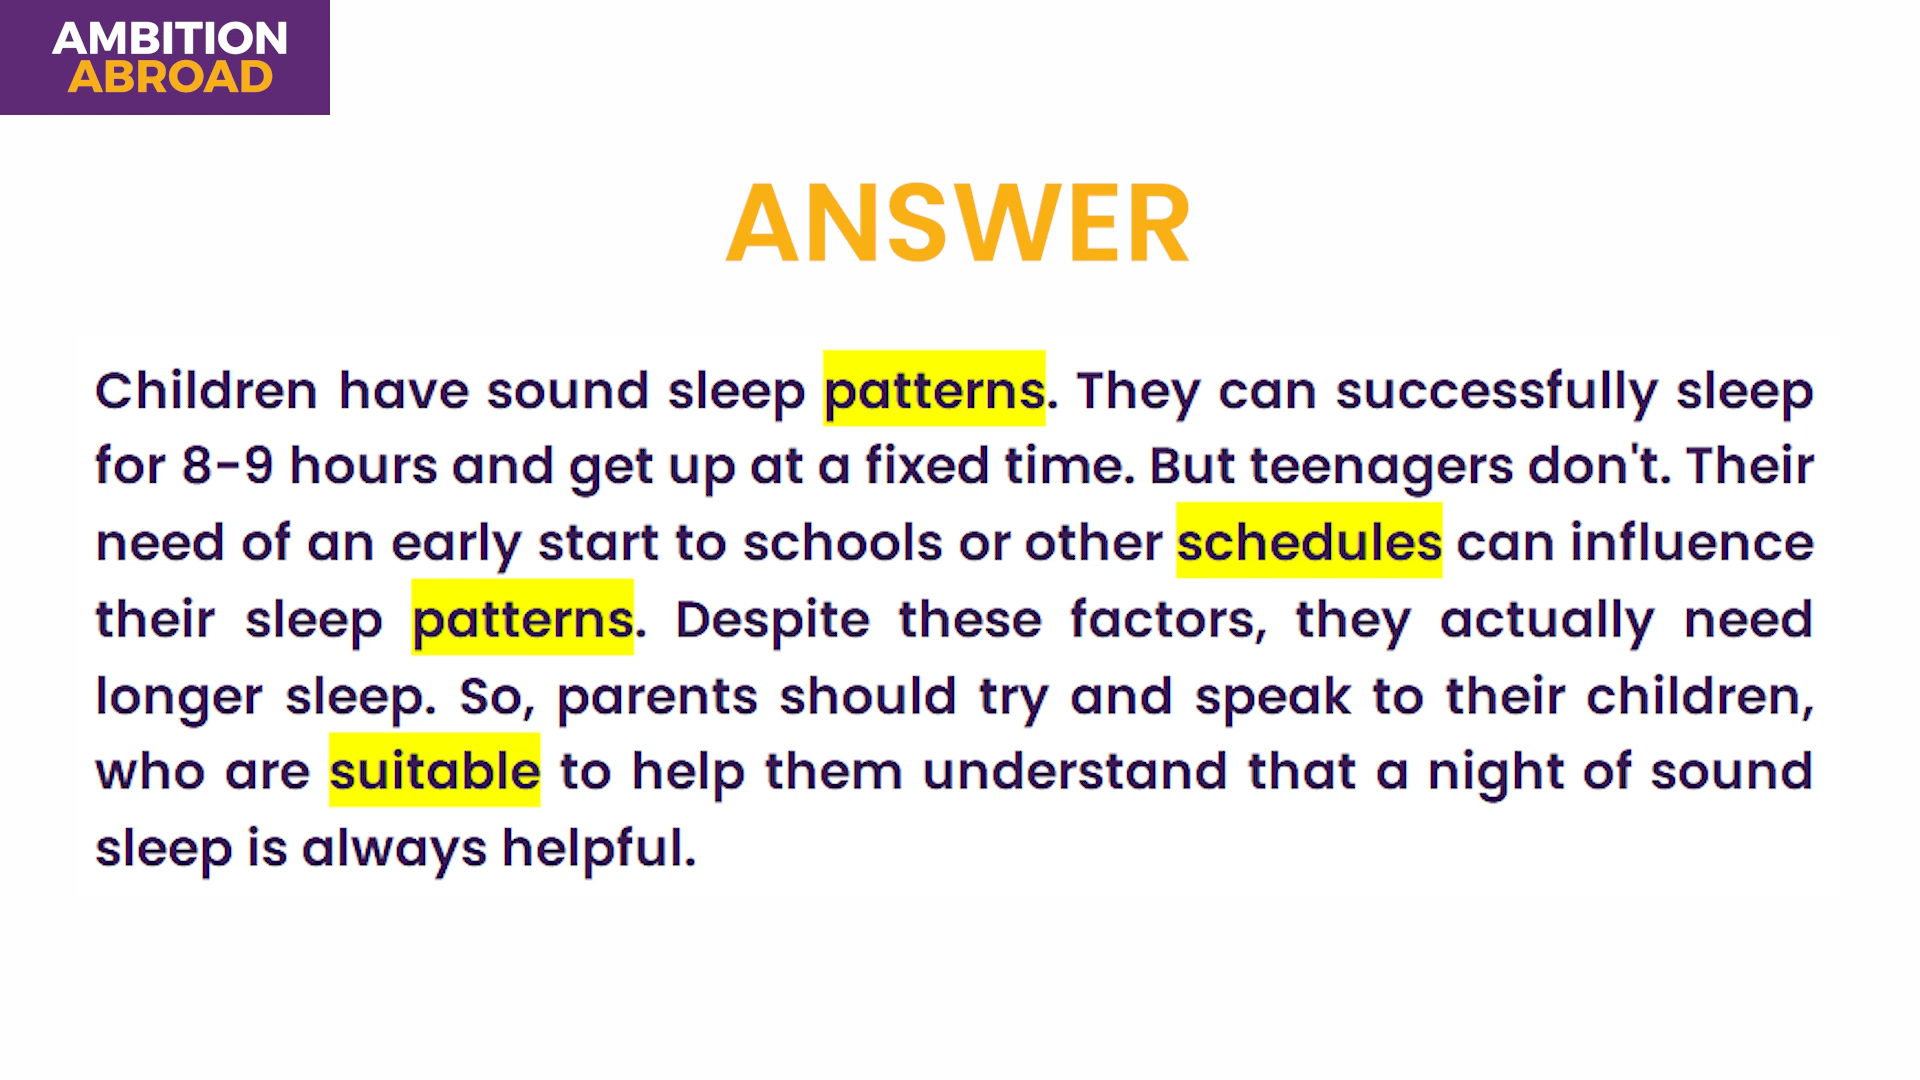 AMBITION
ABROAD
ANSWER
Children have sound sleep patterns. They can successfully sleep
for 8-9 hours and get up at a fixed time. But teenagers don't. Their
need of an early start to schools or other schedules can influence
their sleep patterns. Despite these factors, they actually need
longer sleep. So, parents should try and speak to their children,
who are suitable to help them understand that a night of sound
sleep is always helpful.